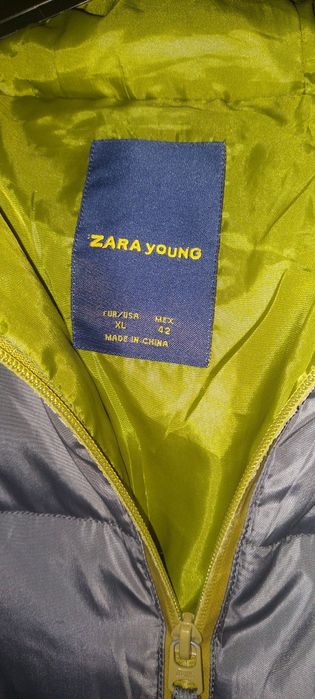 ZARA YOUNG
EUR/USA MEX
XL 42
MADE IN CHINA